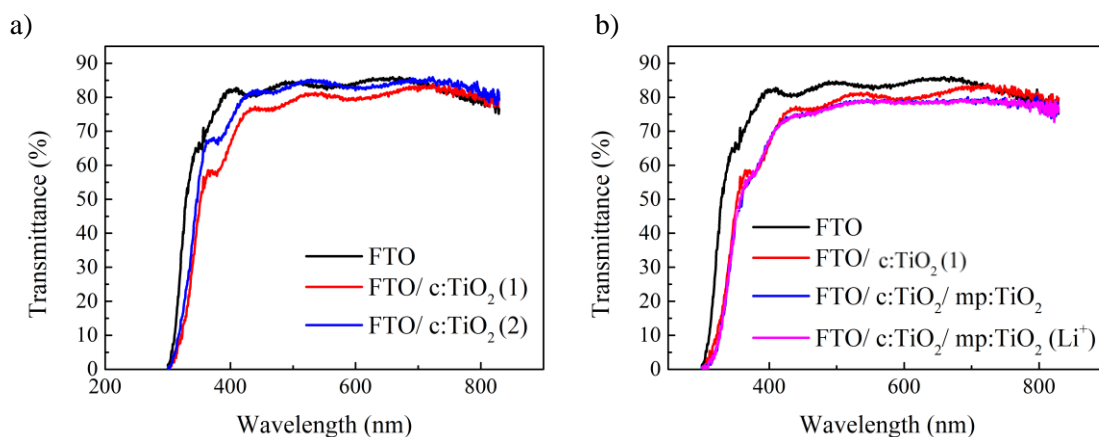 a)
Transmittance (%)
90
80
70
60
50
40
30
20
10
0
FTO
FTO/ c:TiO₂ (1)
FTO/ c:TiO₂ (2)
200 400 600 800
Wavelength (nm)
b)
Transmittance (%)
90
80
70
60
50
40
30
20
10
0
FTO
FTO/ c:TiO₂ (1)
FTO/ c:TiO₂/ mp:TiO₂
FTO/ c:TiO₂/ mp:TiO₂ (Li⁺)
400 600 800
Wavelength (nm)